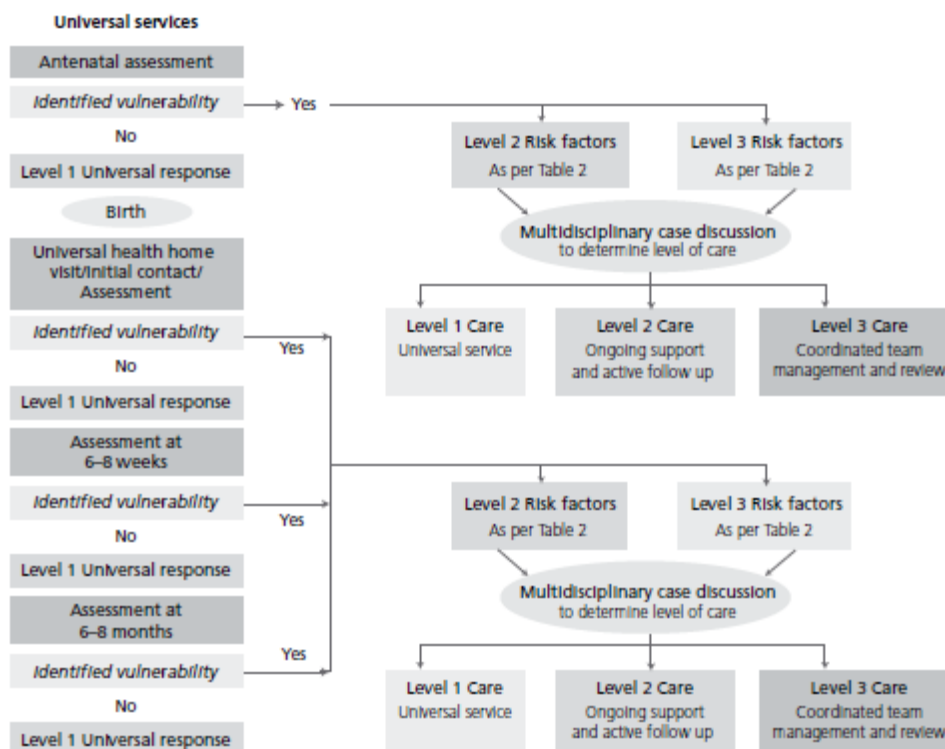 Universal services
Antenatal assessment
Identified vulnerability
Yes
No
Level 1 Universal response
Level 2 Risk factors
As per Table 2
Level 3 Risk factors
As per Table 2
Birth
Multidisciplinary case discussion
to determine level of care
Universal health home
visit/initial contact/
Assessment
Level 1 Care
Universal service
Level 2 Care
Ongoing support
and active follow up
Level 3 Care
Coordinated team
management and review
Identified vulnerability
Yes
No
Level 1 Universal response
Assessment at
6–8 weeks
Identified vulnerability
Yes
No
Level 1 Universal response
Level 2 Risk factors
As per Table 2
Level 3 Risk factors
As per Table 2
Multidisciplinary case discussion
to determine level of care
Assessment at
6–8 months
Identified vulnerability
Yes
No
Level 1 Universal response
Level 1 Care
Universal service
Level 2 Care
Ongoing support
and active follow up
Level 3 Care
Coordinated team
management and review